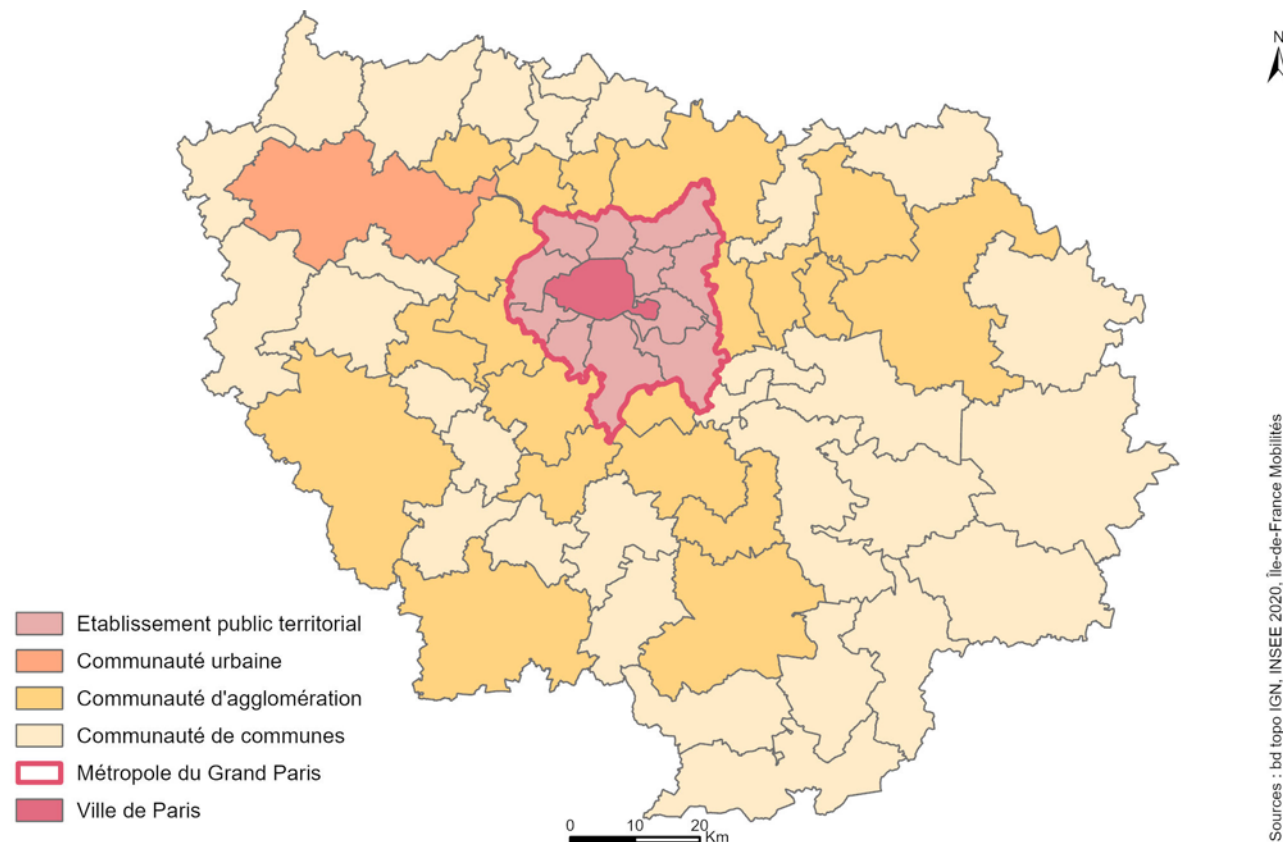 N
Etablissement public territorial
Communauté urbaine
Communauté d'agglomération
Communauté de communes
Métropole du Grand Paris
Ville de Paris
0 10 20
Km
Sources : bd topo IGN, INSEE 2020, Île-de-France Mobilités